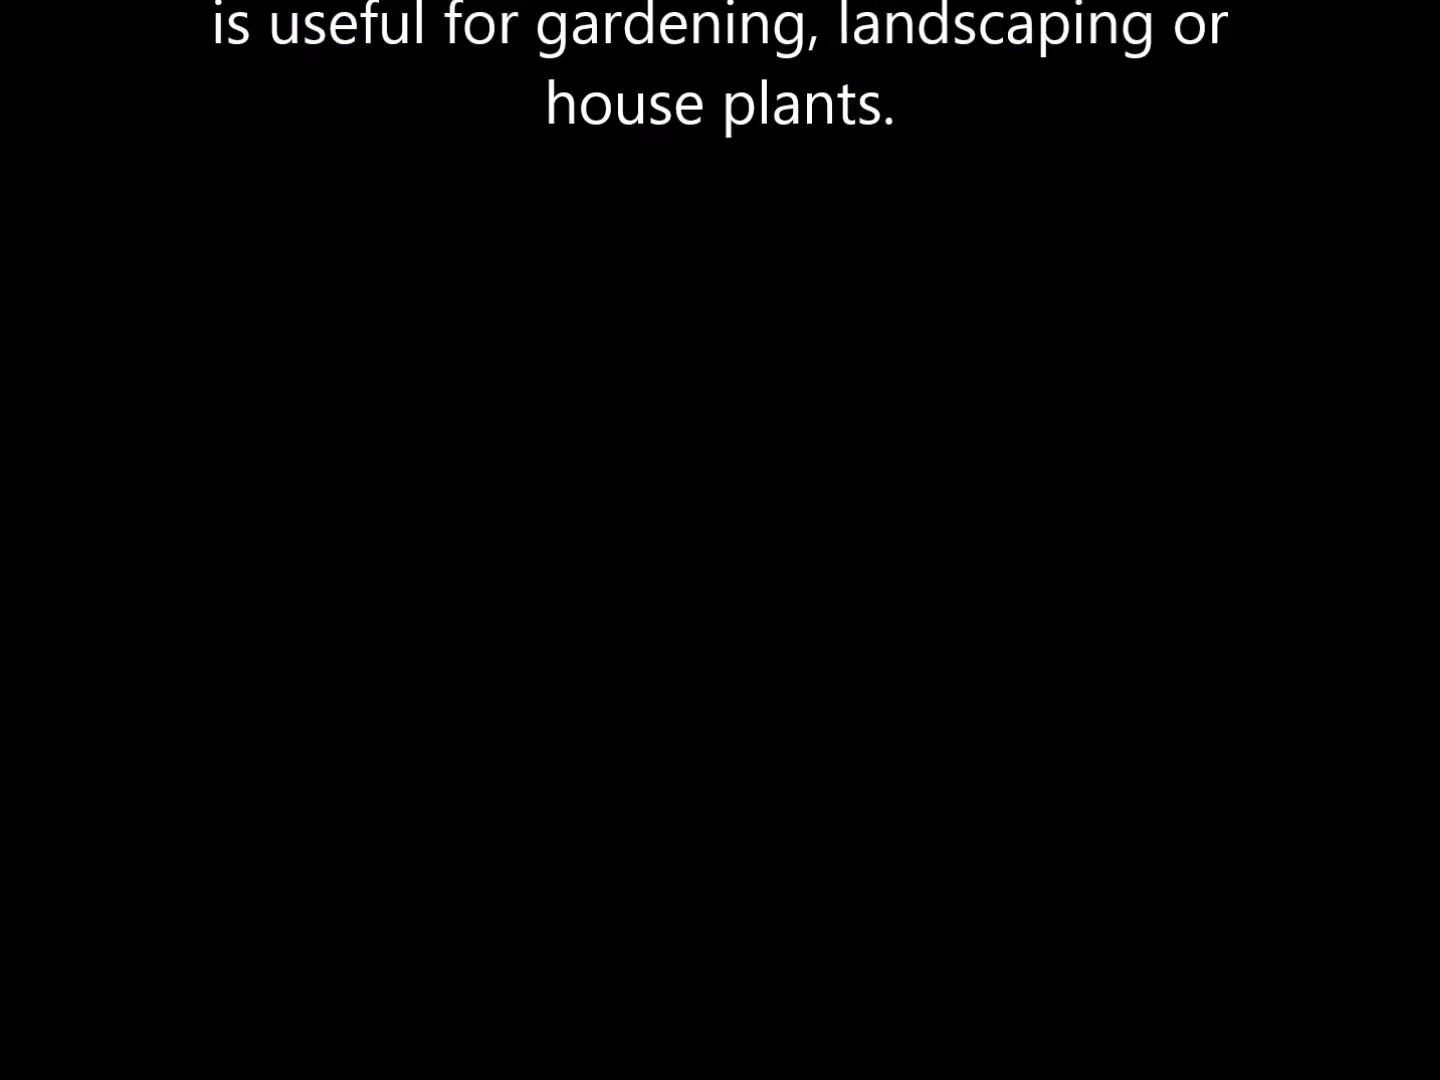 is useful for gardening, landscaping or
house plants.